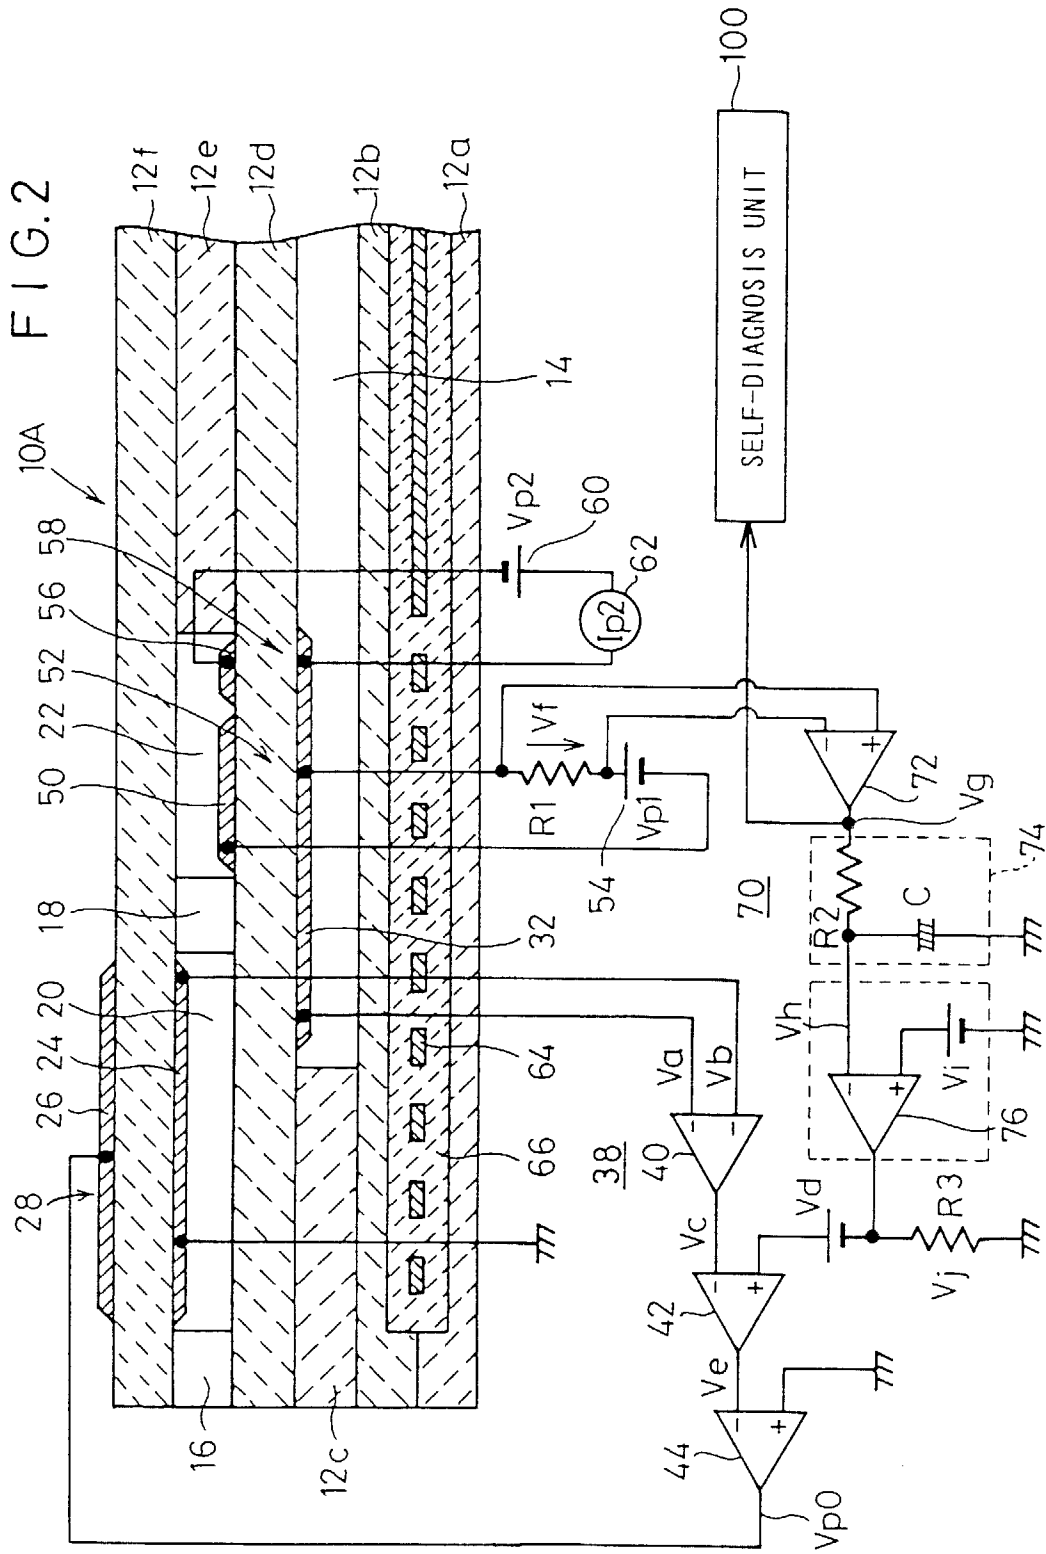 FIG.2
10A
12f
12e
12d
12b
12a
28
26
24
20
18
50
22
52
56
58
16
12c
66
64
32
14
Vp2
60
Ip2
62
Vf
R1
54
Vp1
38
Va
Vb
40
Vc
42
Ve
44
Vp0
Vd
Vj
R3
76
Vi
Vh
70
R2
C
74
Vg
72
SELF-DIAGNOSIS UNIT
100
−
−
−
+
−
+
−
+
−
+